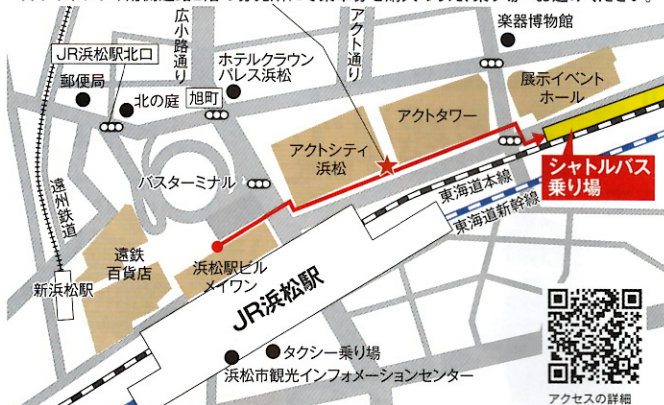 JR浜松駅北口
郵便局
北の庭
広小路通り
旭町
ホテルクラウン
パレス浜松
アクト通り
楽器博物館
展示イベント
ホール
アクトタワー
アクトシティ
浜松
バスターミナル
遠州鉄道
遠鉄
百貨店
新浜松駅
浜松駅ビル
メイワン
JR浜松駅
東海道本線
東海道新幹線
シャトルバス
乗り場
タクシー乗り場
浜松市観光インフォメーションセンター
アクセスの詳細